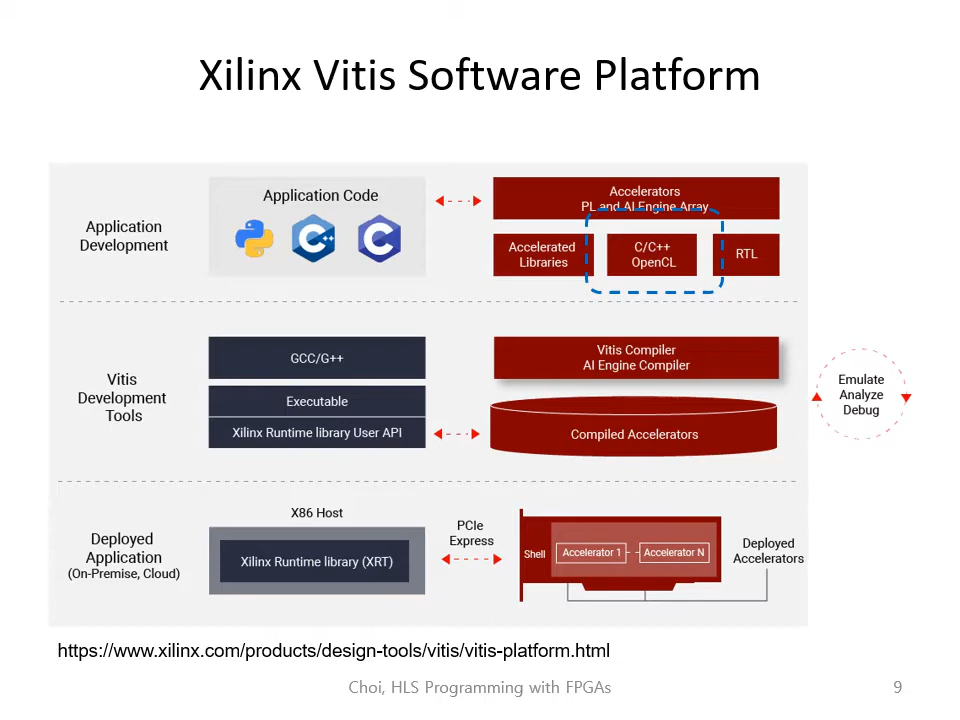 Xilinx Vitis Software Platform
Application
Development
Application Code
C++
C
Accelerators
PL and AI Engine Array
Accelerated
Libraries
C/C++
OpenCL
RTL
Vitis
Development
Tools
GCC/G++
Executable
Xilinx Runtime library User API
Vitis Compiler
AI Engine Compiler
Compiled Accelerators
Emulate
Analyze
Debug
Deployed
Application
(On-Premise, Cloud)
X86 Host
Xilinx Runtime library (XRT)
PCIe
Express
Shell
Accelerator 1
Accelerator N
Deployed
Accelerators
https://www.xilinx.com/products/design-tools/vitis/vitis-platform.html
Choi, HLS Programming with FPGAs
9